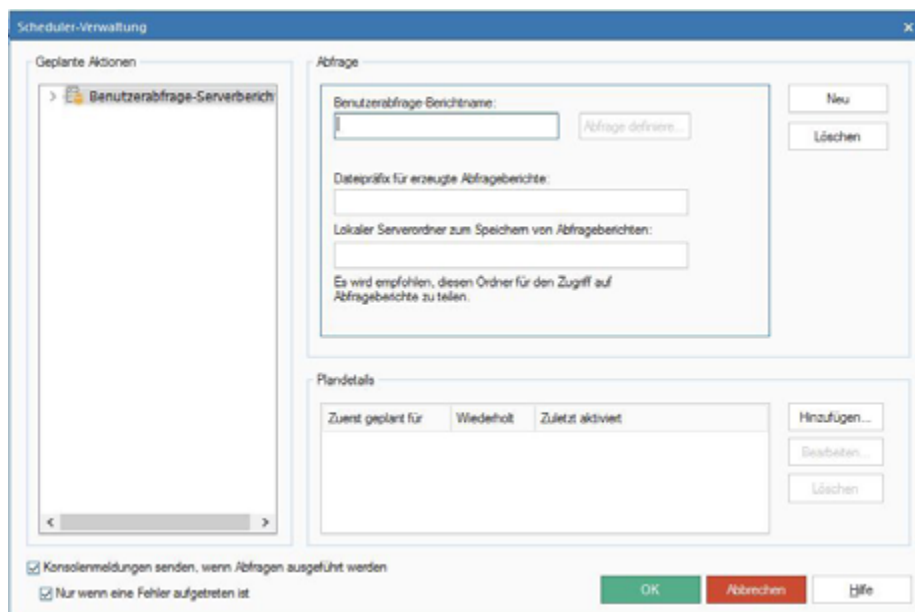 Scheduler-Verwaltung
Geplante Aktionen
Benutzerabfrage-Serverberich
Abfrage
Benutzerabfrage-Berichtname:
Abfrage definiere...
Neu
Löschen
Dateipräfix für erzeugte Abfrageberichte:
Lokaler Serverordner zum Speichern von Abfrageberichten:
Es wird empfohlen, diesen Ordner für den Zugriff auf
Abfrageberichte zu teilen.
Plandetails
Zuerst geplant für Wiederholt Zuletzt aktiviert
Hinzufügen...
Bearbeiten...
Löschen
Konsolenmeldungen senden, wenn Abfragen ausgeführt werden
Nur wenn eine Fehler aufgetreten ist
OK Abbrechen Hilfe